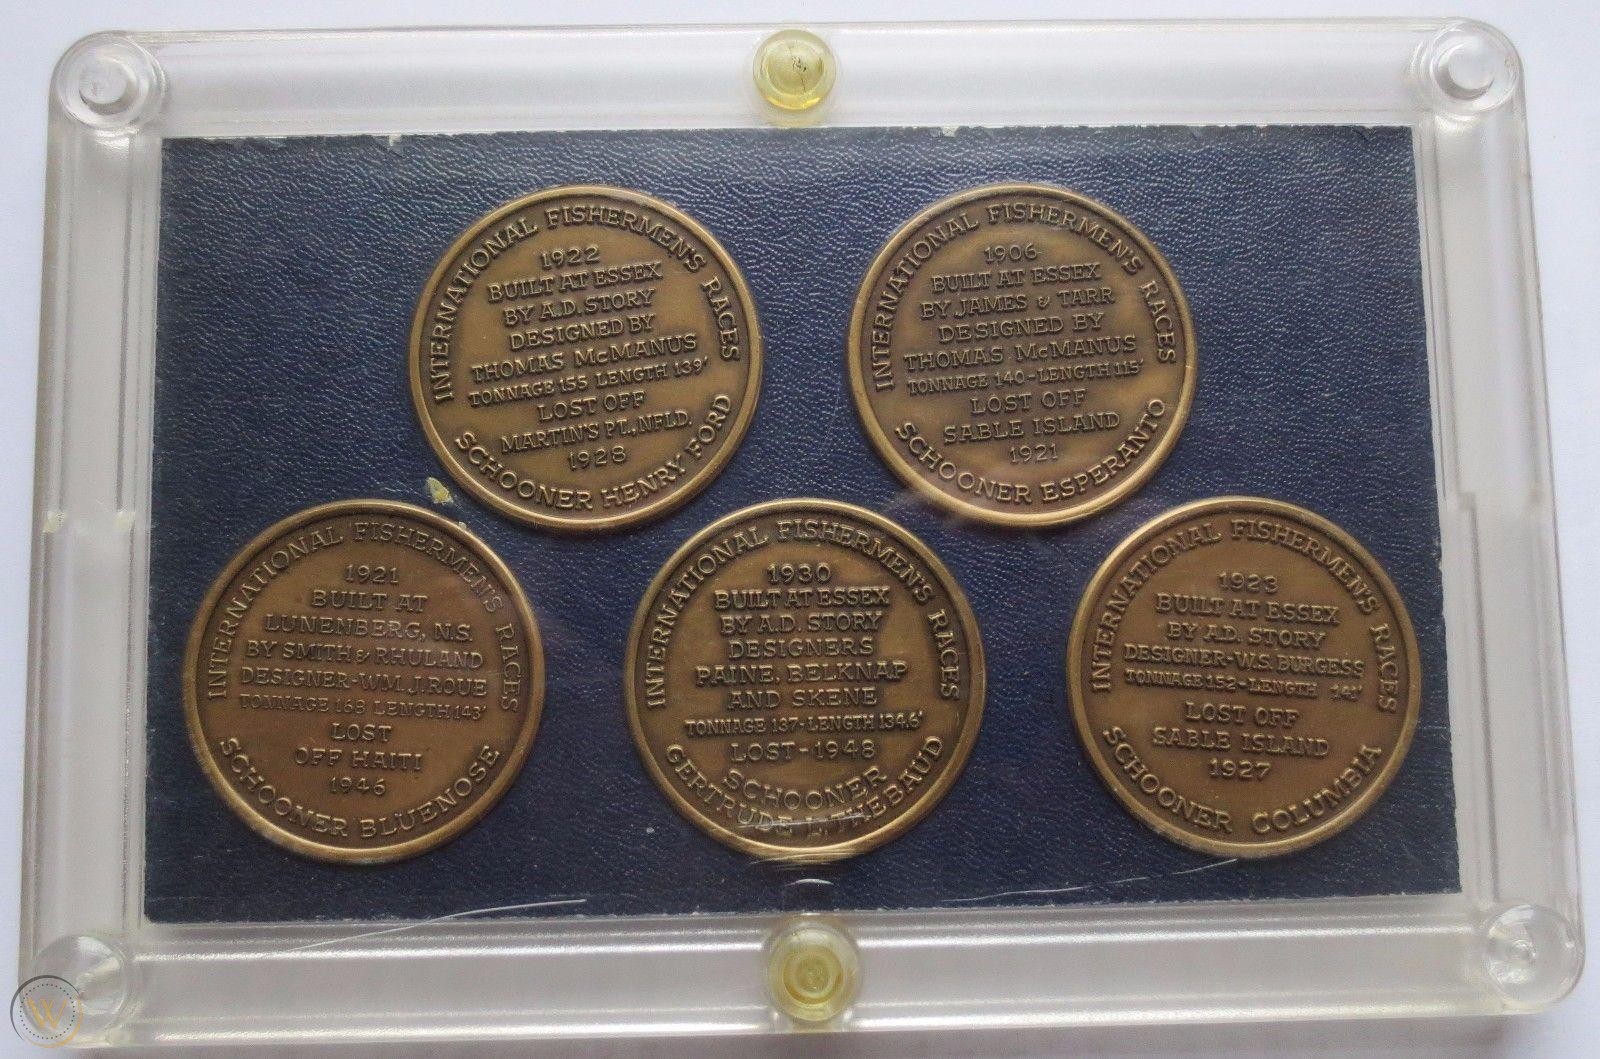 INTERNATIONAL FISHERMEN'S RACES
1922
BUILT AT ESSEX
BY A.D. STORY
DESIGNED BY
THOMAS McMANUS
TONNAGE 155 LENGTH 139'
LOST OFF
MARTIN'S PT., NFLD.
1928
SCHOONER HENRY FORD
INTERNATIONAL FISHERMEN'S RACES
1906
BUILT AT ESSEX
BY JAMES & TARR
DESIGNED BY
THOMAS McMANUS
TONNAGE 140-LENGTH 115'
LOST OFF
SABLE ISLAND
1921
SCHOONER ESPERANTO
INTERNATIONAL FISHERMEN'S RACES
1921
BUILT AT
LUNENBERG, N.S.
BY SMITH & RHULAND
DESIGNER-WM. J. ROUE
TONNAGE 168 LENGTH 143'
LOST
OFF HAITI
1946
SCHOONER BLUENOSE
INTERNATIONAL FISHERMEN'S RACES
1930
BUILT AT ESSEX
BY A.D. STORY
DESIGNERS
PAINE, BELKNAP
AND SKENE
TONNAGE 137-LENGTH 134.6'
LOST-1948
SCHOONER
GERTRUDE L. THEBAUD
INTERNATIONAL FISHERMEN'S RACES
1923
BUILT AT ESSEX
BY A.D. STORY
DESIGNER-W.S. BURGESS
TONNAGE 152-LENGTH 141'
LOST OFF
SABLE ISLAND
1927
SCHOONER COLUMBIA
W